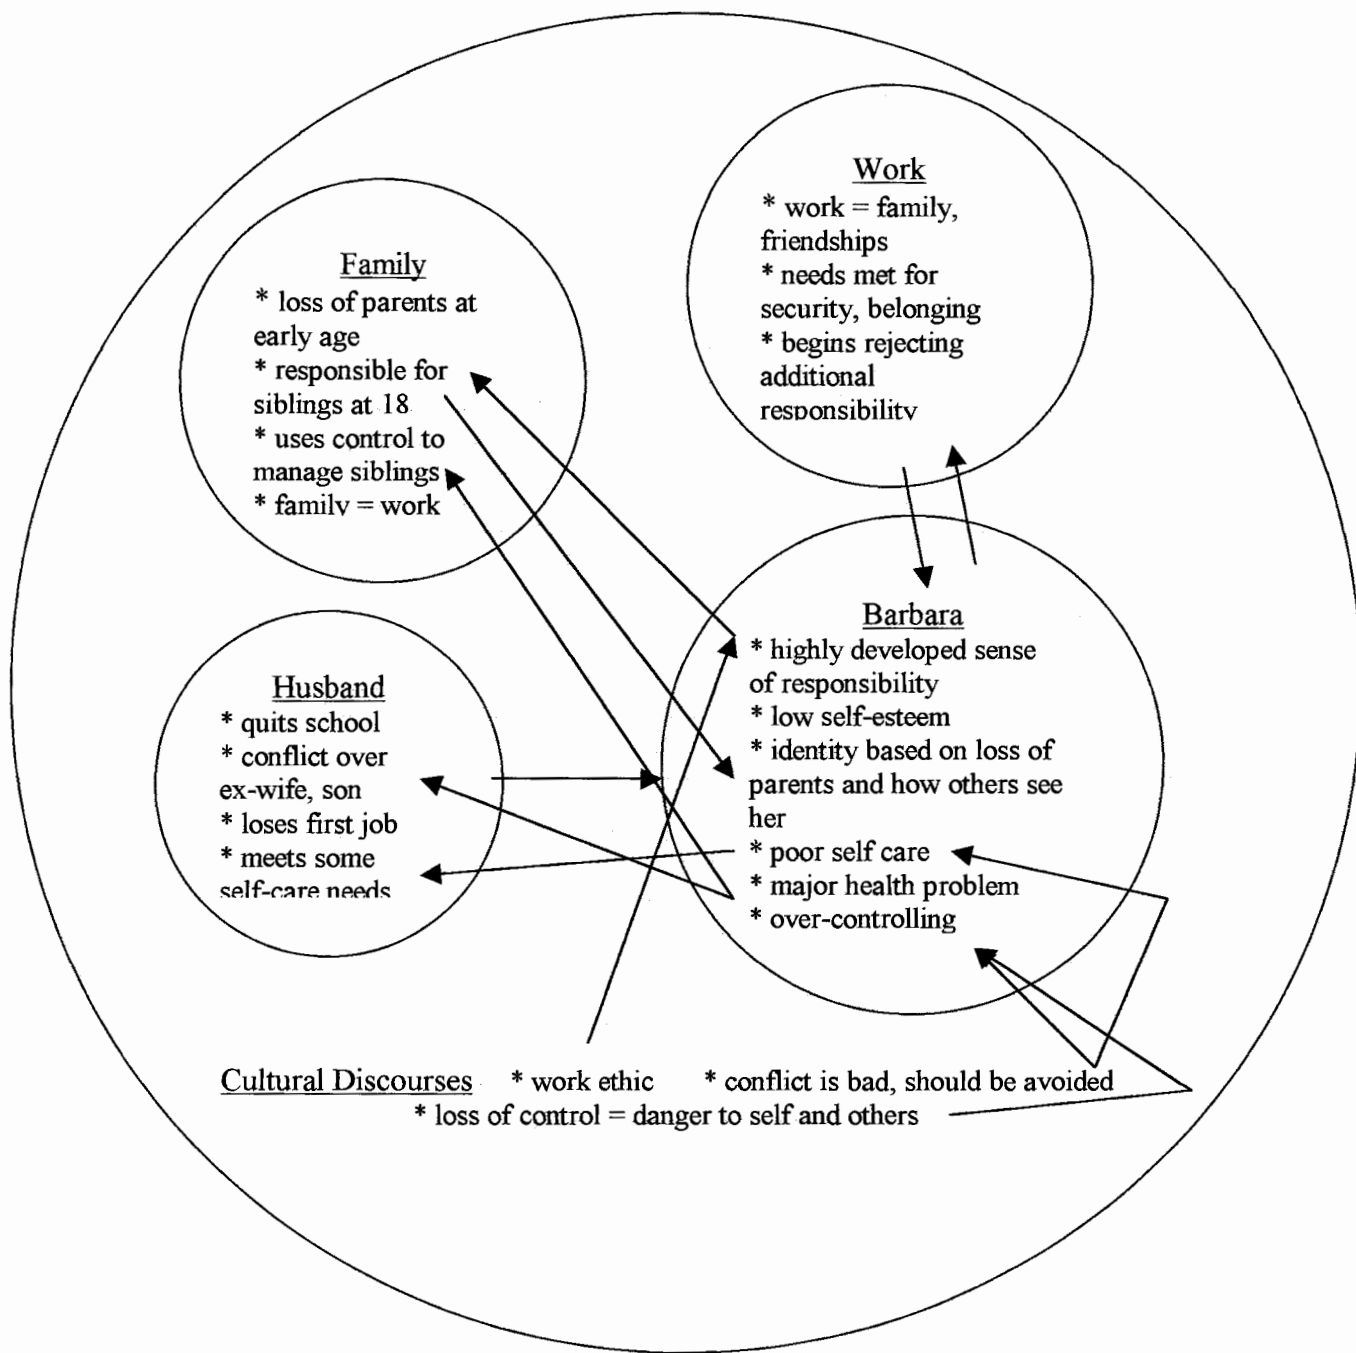 Work
* work = family,
friendships
* needs met for
security, belonging
* begins rejecting
additional
responsibility
Family
* loss of parents at
early age
* responsible for
siblings at 18
* uses control to
manage siblings
* family = work
Barbara
* highly developed sense
of responsibility
* low self-esteem
* identity based on loss of
parents and how others see
her
* poor self care
* major health problem
* over-controlling
Husband
* quits school
* conflict over
ex-wife, son
* loses first job
* meets some
self-care needs
Cultural Discourses * work ethic * conflict is bad, should be avoided
* loss of control = danger to self and others